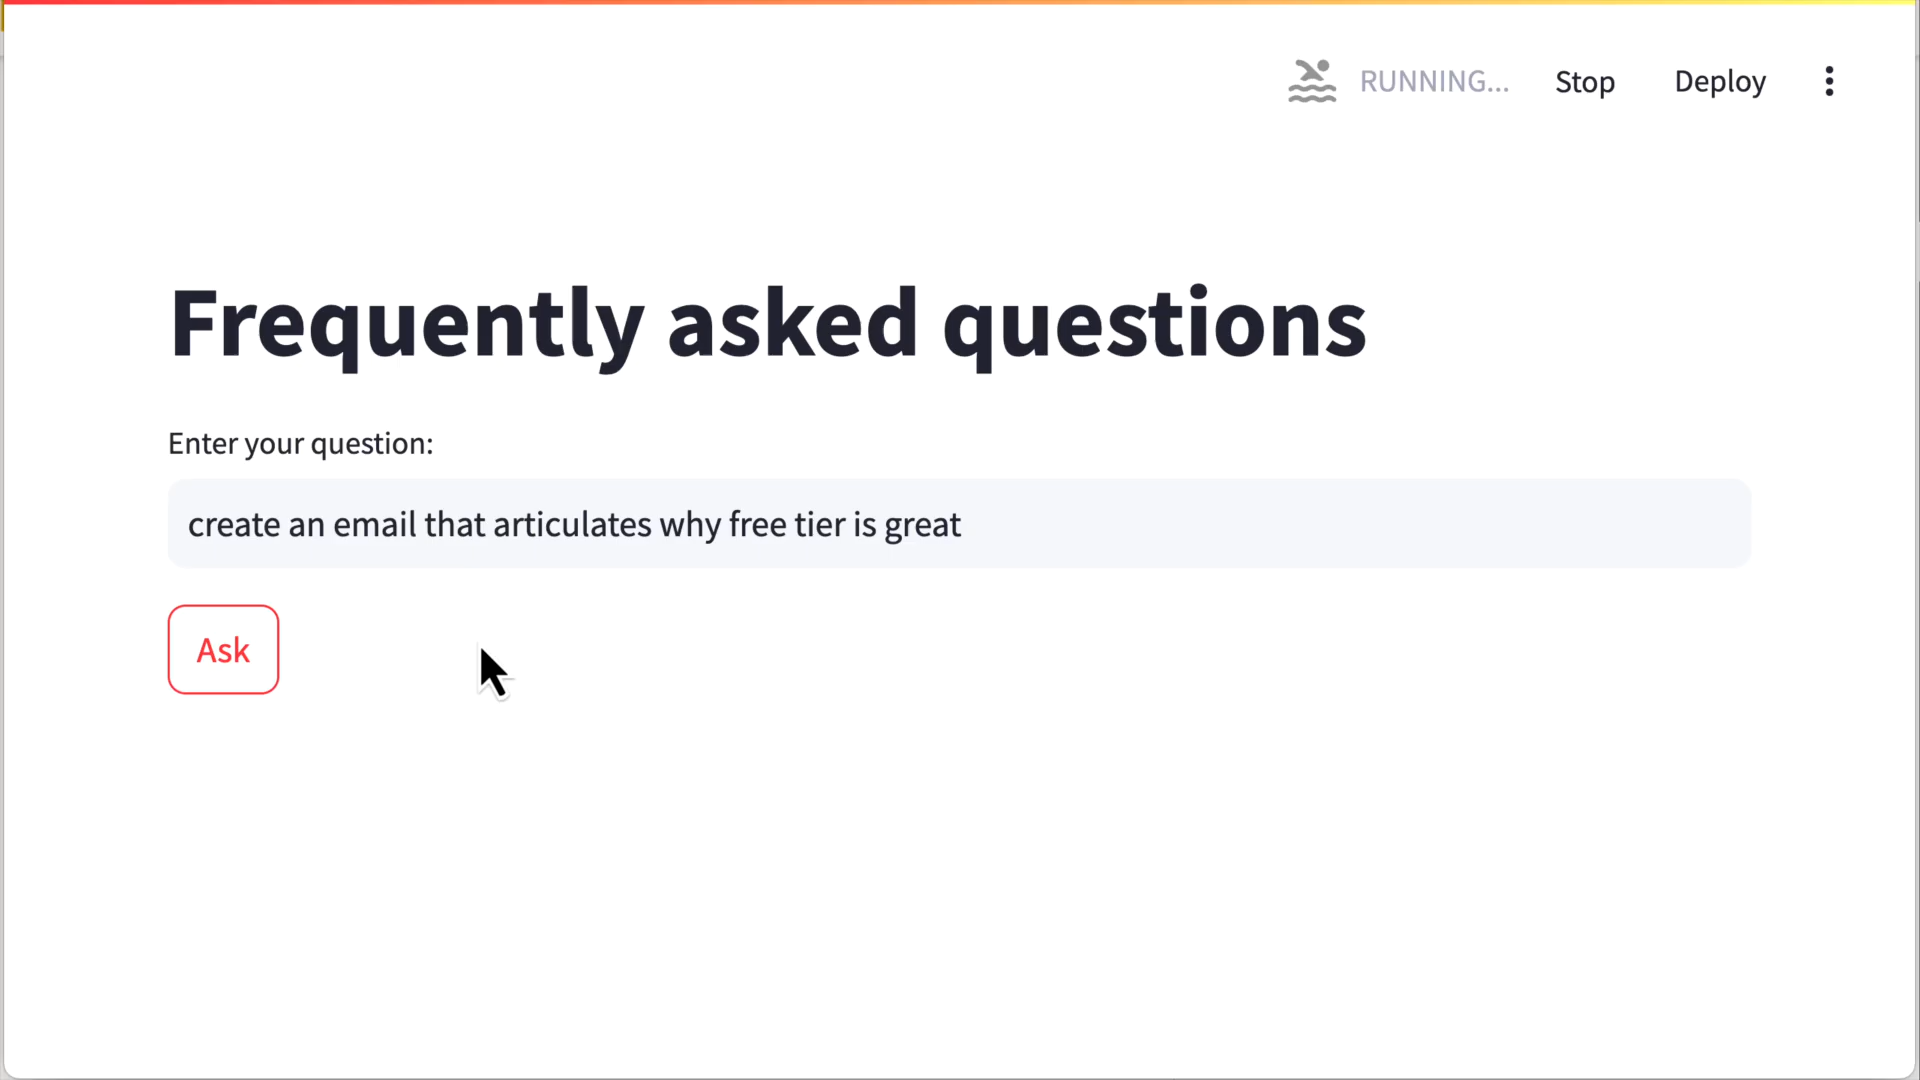 RUNNING... Stop Deploy
Frequently asked questions
Enter your question:
create an email that articulates why free tier is great
Ask